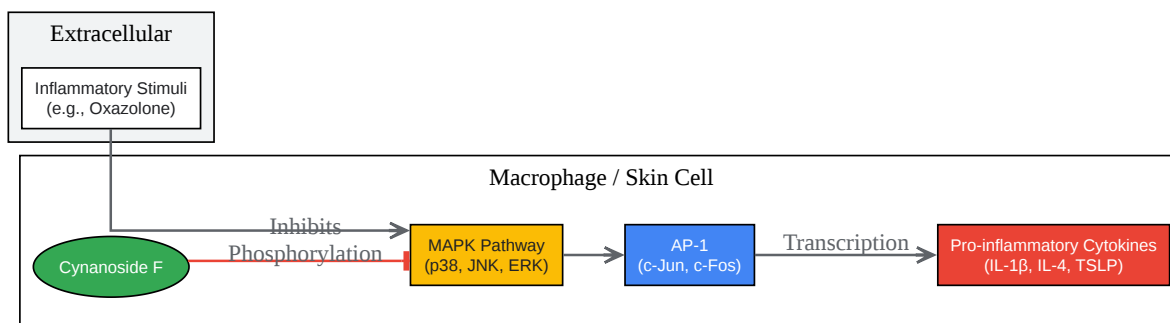 Extracellular
Inflammatory Stimuli
(e.g., Oxazolone)
Macrophage / Skin Cell
Inhibits
Phosphorylation
Cynanoside F
MAPK Pathway
(p38, JNK, ERK)
AP-1
(c-Jun, c-Fos)
Transcription
Pro-inflammatory Cytokines
(IL-1β, IL-4, TSLP)